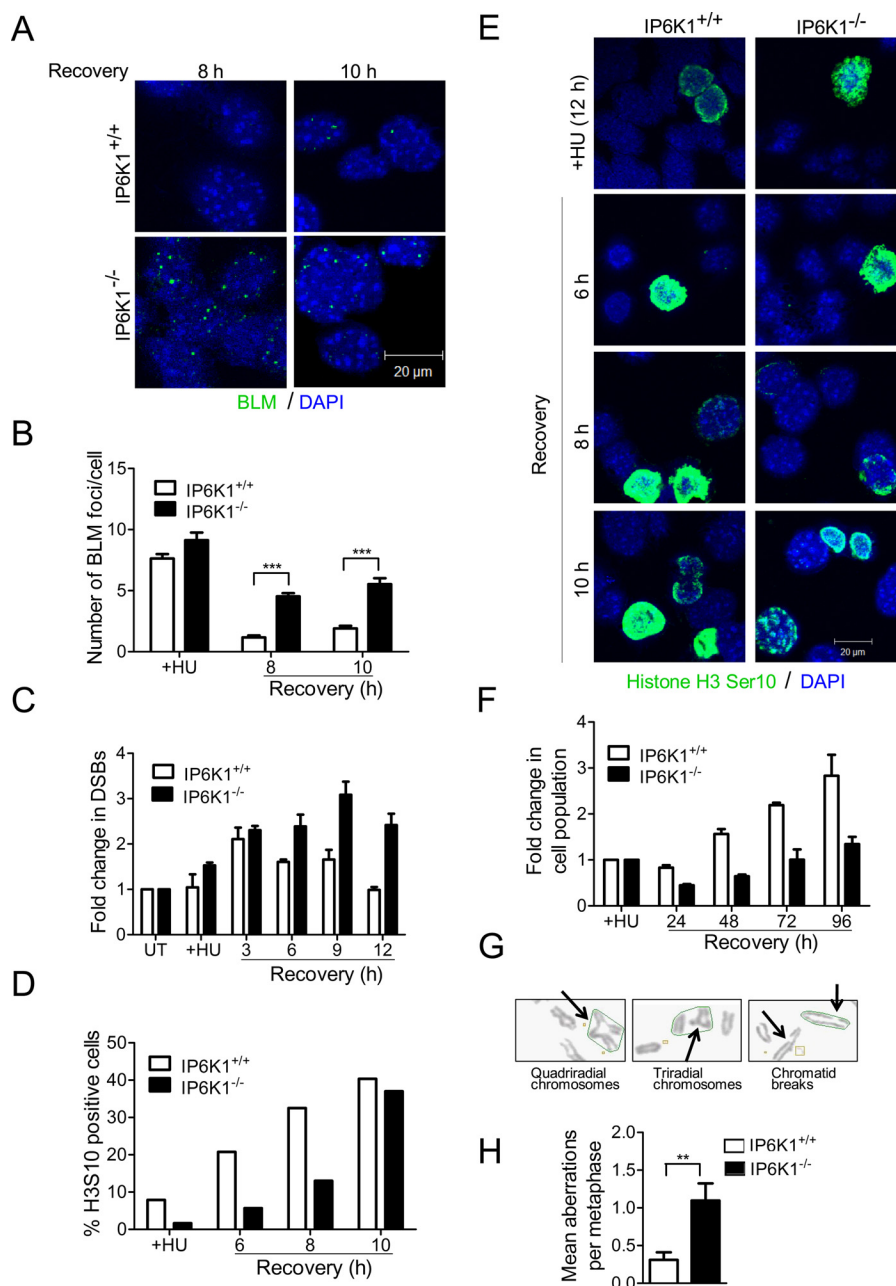 A
Recovery
8 h
10 h
IP6K1+/+
IP6K1-/-
20 µm
BLM / DAPI
B
Number of BLM foci/cell
15
10
5
0
IP6K1+/+
IP6K1-/-
***
***
+HU
8
10
Recovery (h)
C
Fold change in DSBs
4
3
2
1
0
IP6K1+/+
IP6K1-/-
UT
+HU
3
6
9
12
Recovery (h)
D
% H3S10 positive cells
50
40
30
20
10
0
IP6K1+/+
IP6K1-/-
+HU
6
8
10
Recovery (h)
E
IP6K1+/+
IP6K1-/-
+HU (12 h)
Recovery
6 h
8 h
10 h
20 µm
Histone H3 Ser10 / DAPI
F
Fold change in
cell population
4
3
2
1
0
IP6K1+/+
IP6K1-/-
+HU
24
48
72
96
Recovery (h)
G
Quadriradial
chromosomes
Triradial
chromosomes
Chromatid
breaks
H
Mean aberrations
per metaphase
2.0
1.5
1.0
0.5
0.0
**
IP6K1+/+
IP6K1-/-